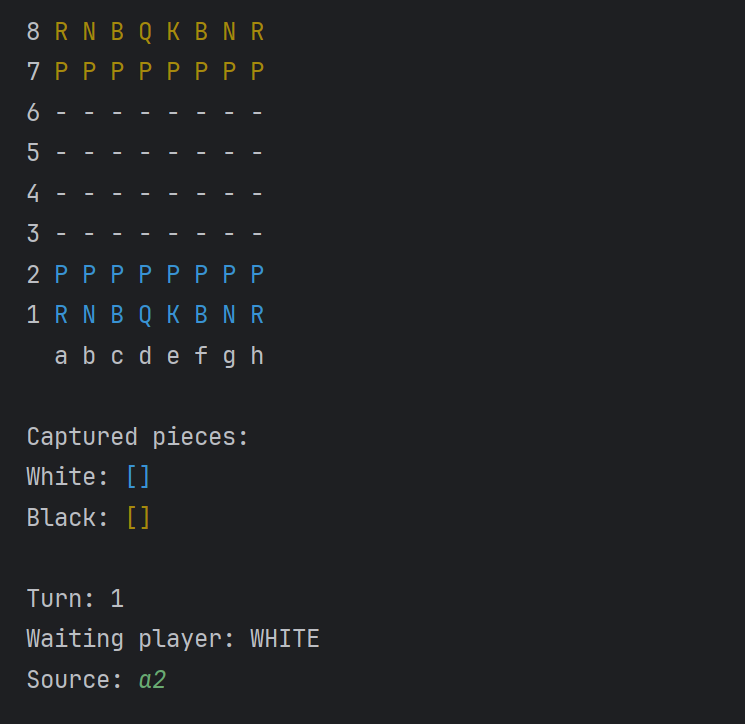 8 R N B Q K B N R
7 P P P P P P P P
6 - - - - - - - -
5 - - - - - - - -
4 - - - - - - - -
3 - - - - - - - -
2 P P P P P P P P
1 R N B Q K B N R
a b c d e f g h
Captured pieces:
White: []
Black: []
Turn: 1
Waiting player: WHITE
Source: a2